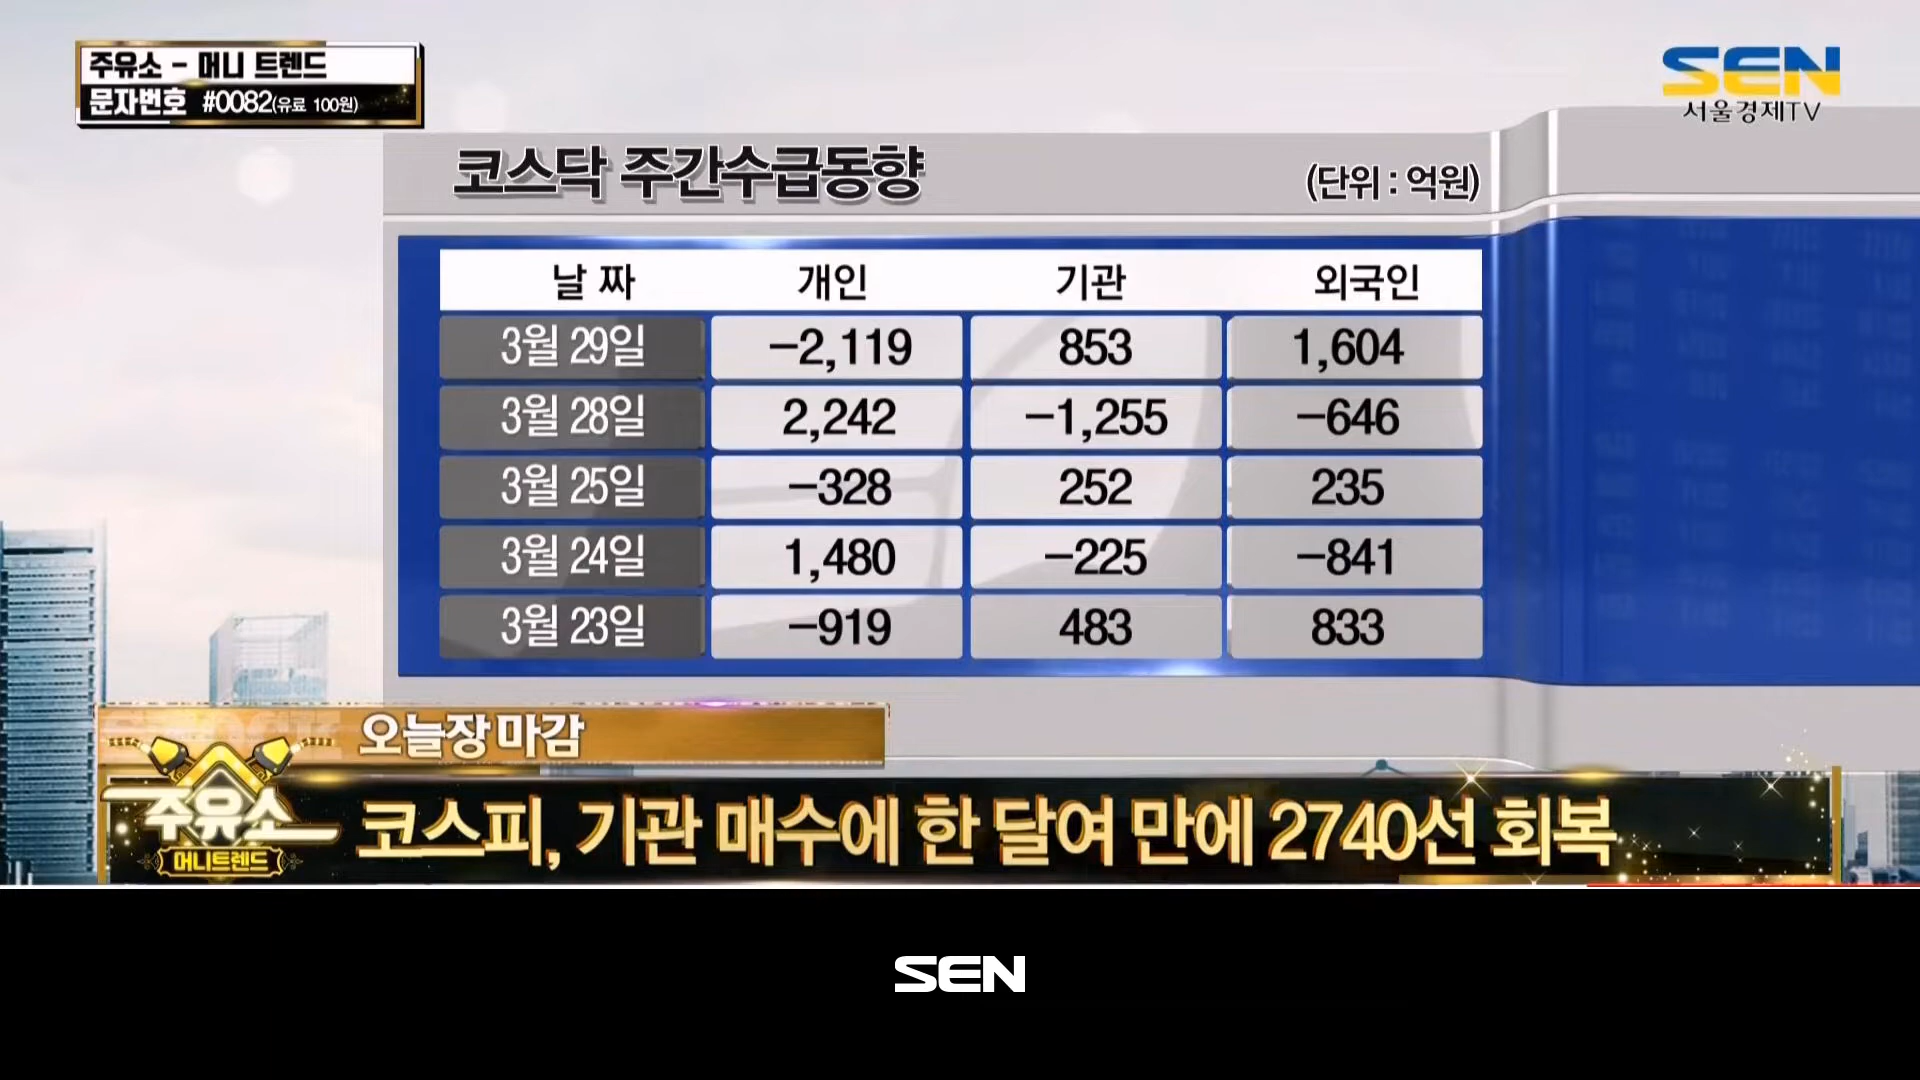 주유소 - 머니 트렌드
문자번호 #0082(유료 100원)
SEN
서울경제TV
코스닥 주간수급동향 (단위 : 억원)
날 짜 개인 기관 외국인
3월 29일 -2,119 853 1,604
3월 28일 2,242 -1,255 -646
3월 25일 -328 252 235
3월 24일 1,480 -225 -841
3월 23일 -919 483 833
오늘장 마감
주유소
머니트렌드
코스피, 기관 매수에 한 달여 만에 2740선 회복
SEN